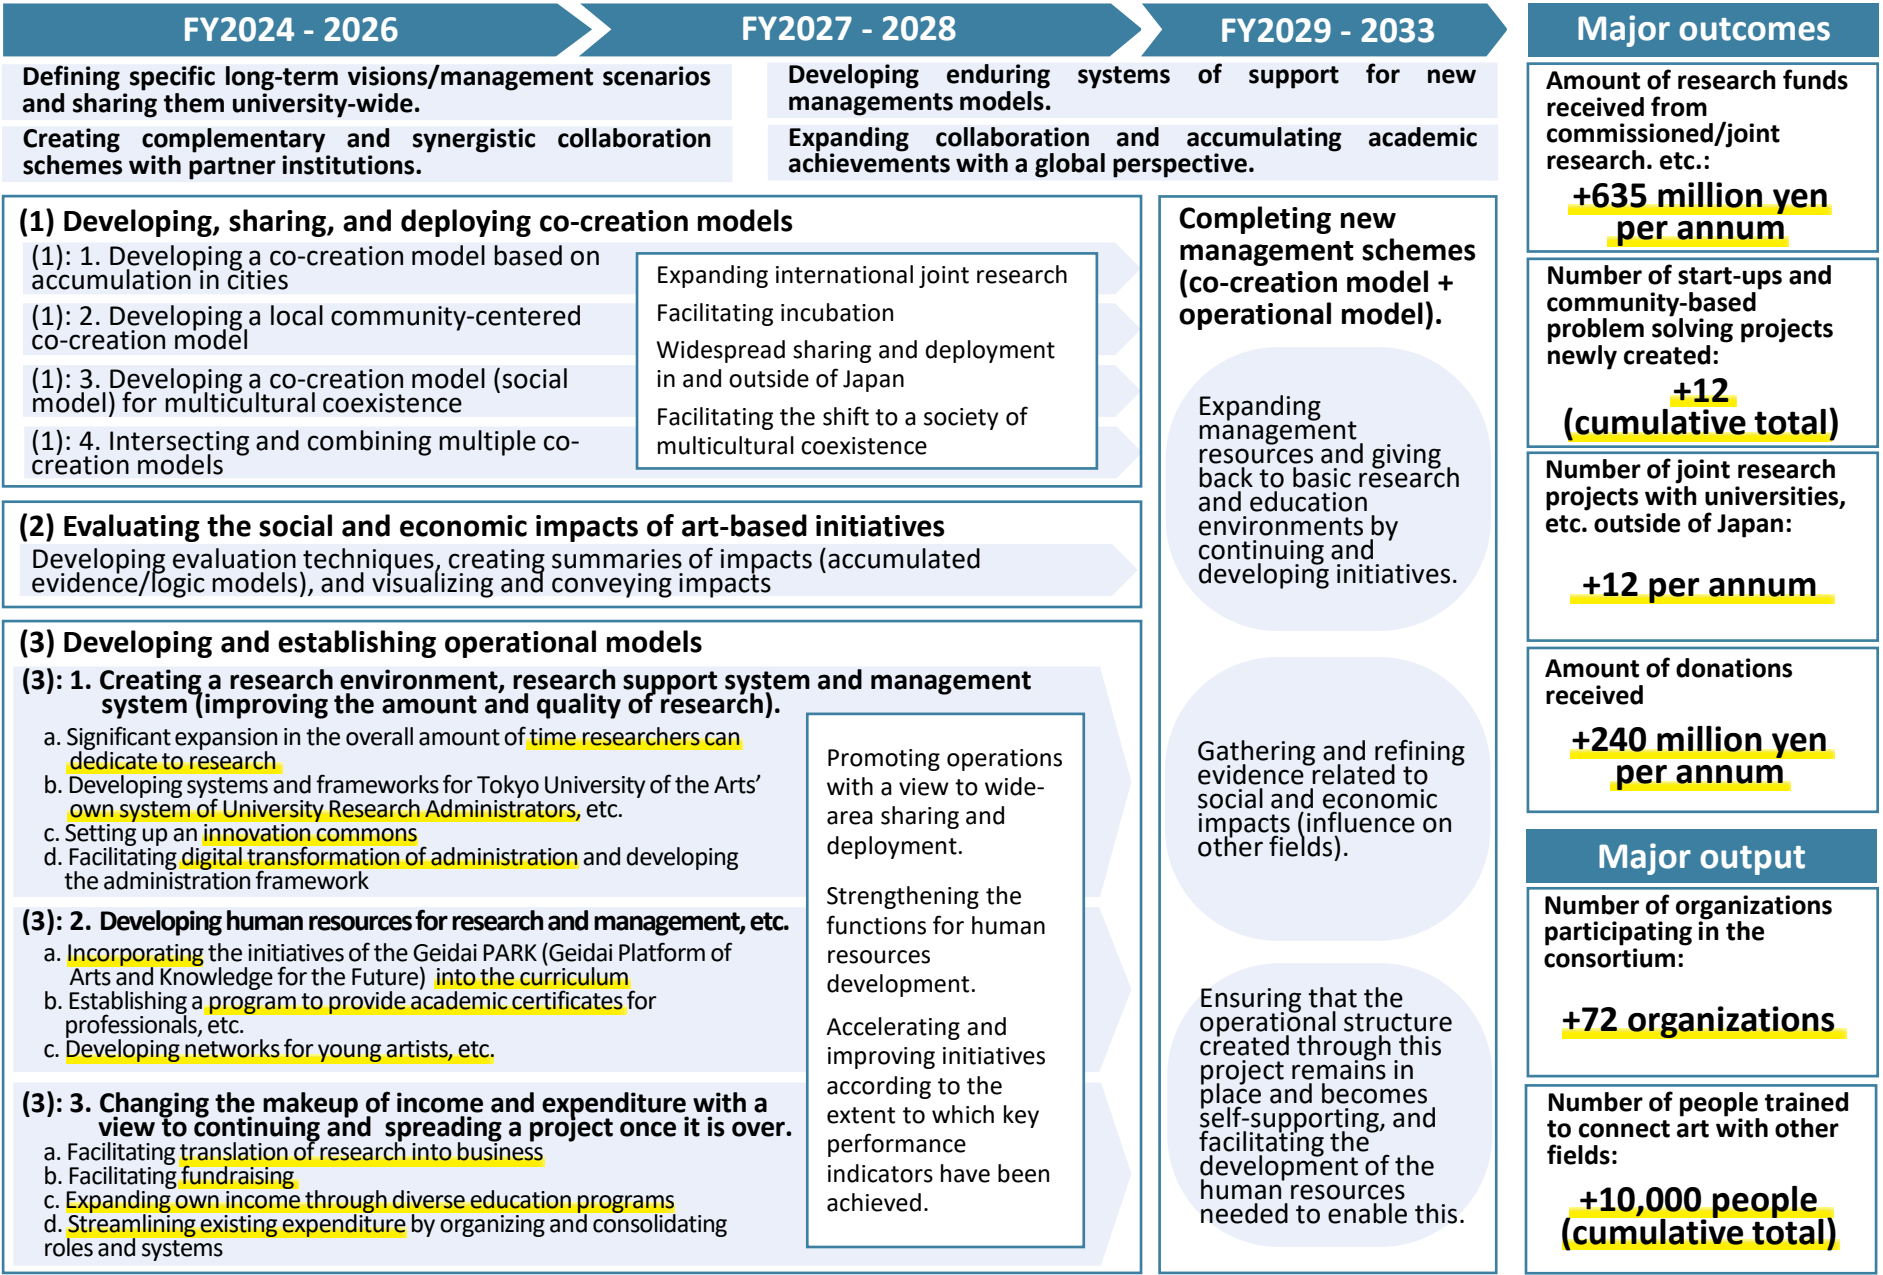 FY2024 - 2026
FY2027 - 2028
FY2029 - 2033
Defining specific long-term visions/management scenarios
and sharing them university-wide.
Creating complementary and synergistic collaboration
schemes with partner institutions.
Developing enduring systems of support for new
managements models.
Expanding collaboration and accumulating academic
achievements with a global perspective.
(1) Developing, sharing, and deploying co-creation models
(1): 1. Developing a co-creation model based on
accumulation in cities
(1): 2. Developing a local community-centered
co-creation model
(1): 3. Developing a co-creation model (social
model) for multicultural coexistence
(1): 4. Intersecting and combining multiple co-
creation models
Expanding international joint research
Facilitating incubation
Widespread sharing and deployment
in and outside of Japan
Facilitating the shift to a society of
multicultural coexistence
(2) Evaluating the social and economic impacts of art-based initiatives
Developing evaluation techniques, creating summaries of impacts (accumulated
evidence/logic models), and visualizing and conveying impacts
(3) Developing and establishing operational models
(3): 1. Creating a research environment, research support system and management
system (improving the amount and quality of research).
a. Significant expansion in the overall amount of time researchers can
dedicate to research
b. Developing systems and frameworks for Tokyo University of the Arts’
own system of University Research Administrators, etc.
c. Setting up an innovation commons
d. Facilitating digital transformation of administration and developing
the administration framework
(3): 2. Developing human resources for research and management, etc.
a. Incorporating the initiatives of the Geidai PARK (Geidai Platform of
Arts and Knowledge for the Future) into the curriculum
b. Establishing a program to provide academic certificates for
professionals, etc.
c. Developing networks for young artists, etc.
(3): 3. Changing the makeup of income and expenditure with a
view to continuing and spreading a project once it is over.
a. Facilitating translation of research into business
b. Facilitating fundraising
c. Expanding own income through diverse education programs
d. Streamlining existing expenditure by organizing and consolidating
roles and systems
Promoting operations
with a view to wide-
area sharing and
deployment.
Strengthening the
functions for human
resources
development.
Accelerating and
improving initiatives
according to the
extent to which key
performance
indicators have been
achieved.
Completing new
management schemes
(co-creation model +
operational model).
Expanding
management
resources and giving
back to basic research
and education
environments by
continuing and
developing initiatives.
Gathering and refining
evidence related to
social and economic
impacts (influence on
other fields).
Ensuring that the
operational structure
created through this
project remains in
place and becomes
self-supporting, and
facilitating the
development of the
human resources
needed to enable this.
Major outcomes
Amount of research funds
received from
commissioned/joint
research. etc.:
+635 million yen
per annum
Number of start-ups and
community-based
problem solving projects
newly created:
+12
(cumulative total)
Number of joint research
projects with universities,
etc. outside of Japan:
+12 per annum
Amount of donations
received
+240 million yen
per annum
Major output
Number of organizations
participating in the
consortium:
+72 organizations
Number of people trained
to connect art with other
fields:
+10,000 people
(cumulative total)